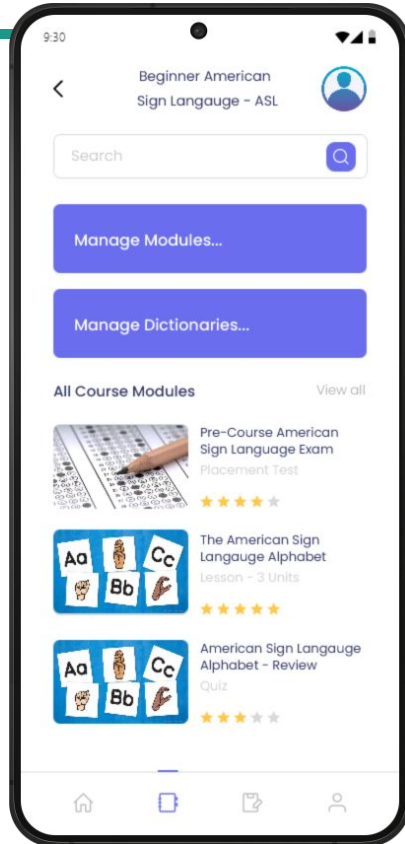 9:30
Beginner American
Sign Langauge - ASL
Search
Manage Modules...
Manage Dictionaries...
All Course Modules
View all
Pre-Course American
Sign Language Exam
Placement Test
The American Sign
Langauge Alphabet
Lesson - 3 Units
Aa
Cc
Bb
American Sign Langauge
Alphabet - Review
Quiz
Aa
Cc
Bb